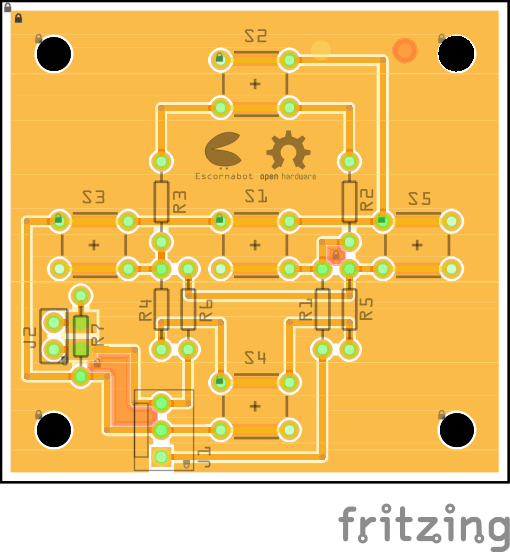 S2
Escornabot open hardware
R3
R2
S3
S1
S5
R4
R6
R1
R5
J2
R7
S4
J1
fritzing